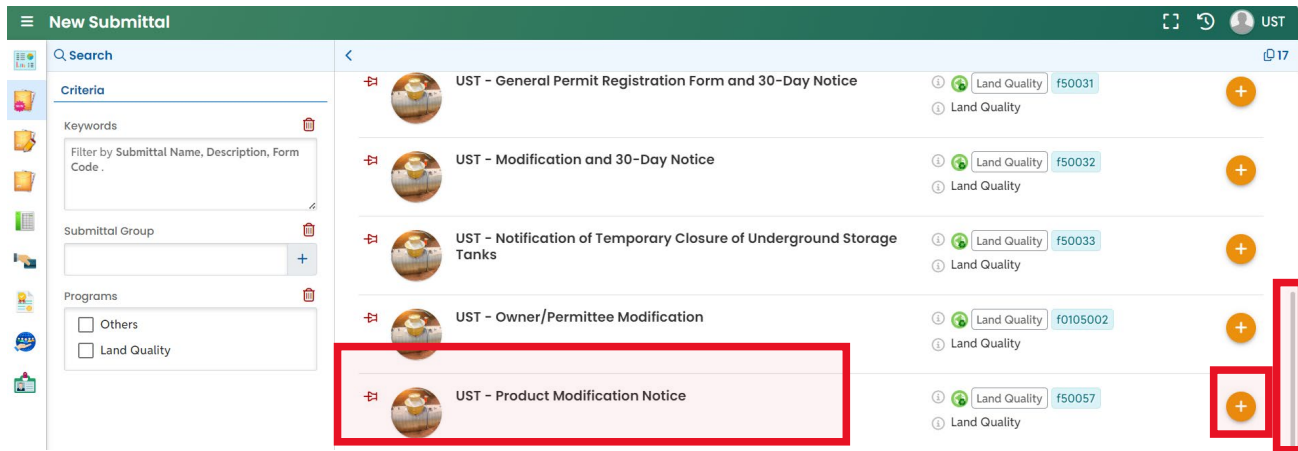 New Submittal
UST
Search
17
Criteria
Keywords
Filter by Submittal Name, Description, Form
Code .
Submittal Group
+
Programs
Others
Land Quality
UST - General Permit Registration Form and 30-Day Notice
Land Quality f50031
Land Quality
UST - Modification and 30-Day Notice
Land Quality f50032
Land Quality
UST - Notification of Temporary Closure of Underground Storage
Tanks
Land Quality f50033
Land Quality
UST - Owner/Permittee Modification
Land Quality f0105002
Land Quality
UST - Product Modification Notice
Land Quality f50057
Land Quality